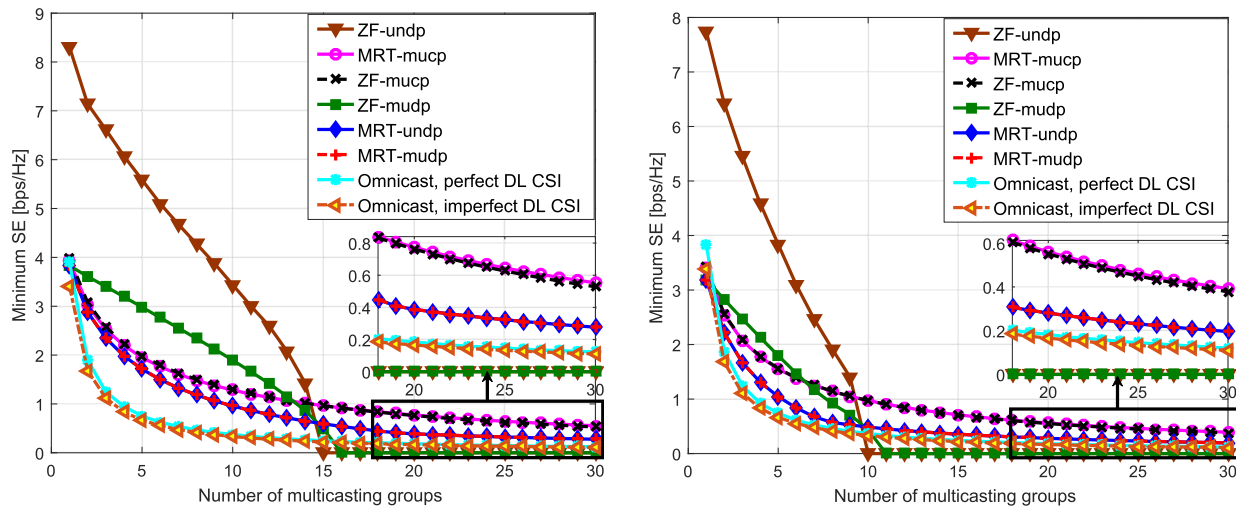 9
8
7
6
5
4
3
2
1
0
Minimum SE [bps/Hz]
ZF-undp
MRT-mucp
ZF-mucp
ZF-mudp
MRT-undp
MRT-mudp
Omnicast, perfect DL CSI
Omnicast, imperfect DL CSI
0.8
0.6
0.4
0.2
0
20 25 30
0 5 10 15 20 25 30
Number of multicasting groups
8
7
6
5
4
3
2
1
0
Minimum SE [bps/Hz]
ZF-undp
MRT-mucp
ZF-mucp
ZF-mudp
MRT-undp
MRT-mudp
Omnicast, perfect DL CSI
Omnicast, imperfect DL CSI
0.6
0.4
0.2
0
20 25 30
0 5 10 15 20 25 30
Number of multicasting groups